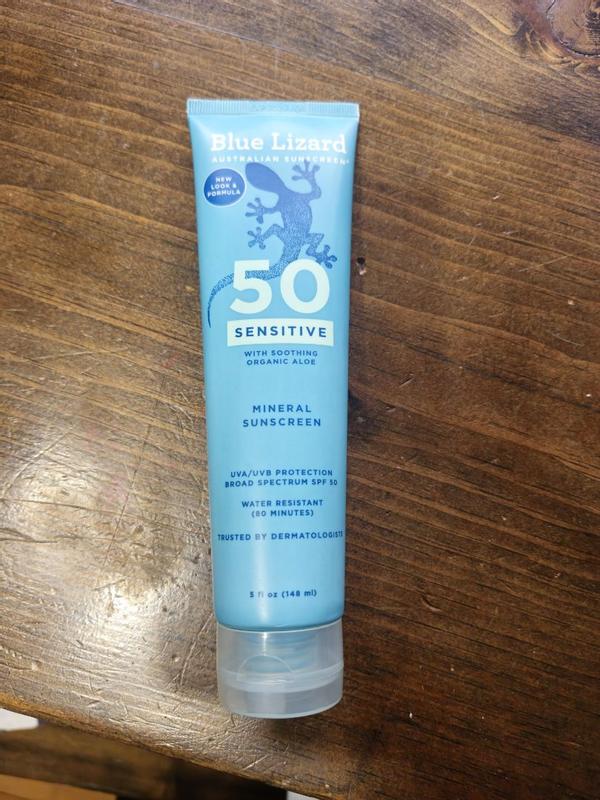 Blue Lizard
AUSTRALIAN SUNSCREEN®
NEW
LOOK &
FORMULA
50
SENSITIVE
WITH SOOTHING
ORGANIC ALOE
MINERAL
SUNSCREEN
UVA/UVB PROTECTION
BROAD SPECTRUM SPF 50
WATER RESISTANT
(80 MINUTES)
TRUSTED BY DERMATOLOGISTS
5 fl oz (148 ml)